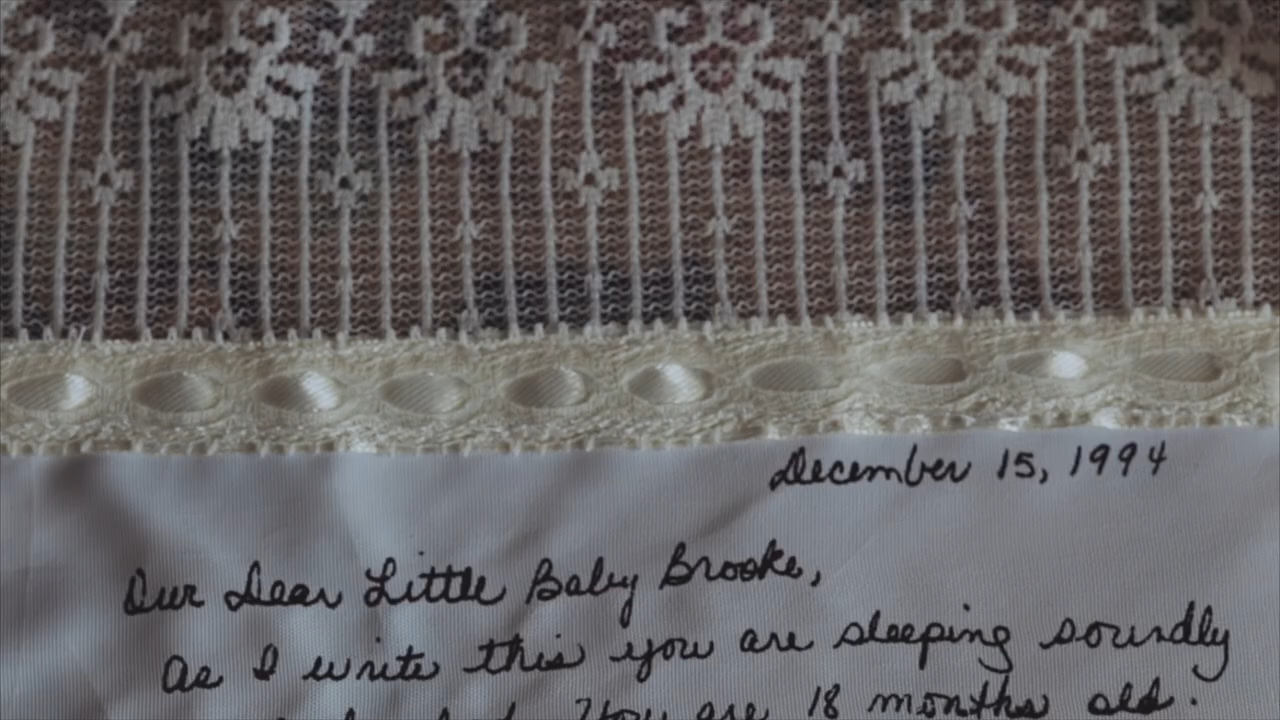 December 15, 1994
Our Dear Little Baby Brooke,
As I write this you are sleeping soundly
You are 18 months old.